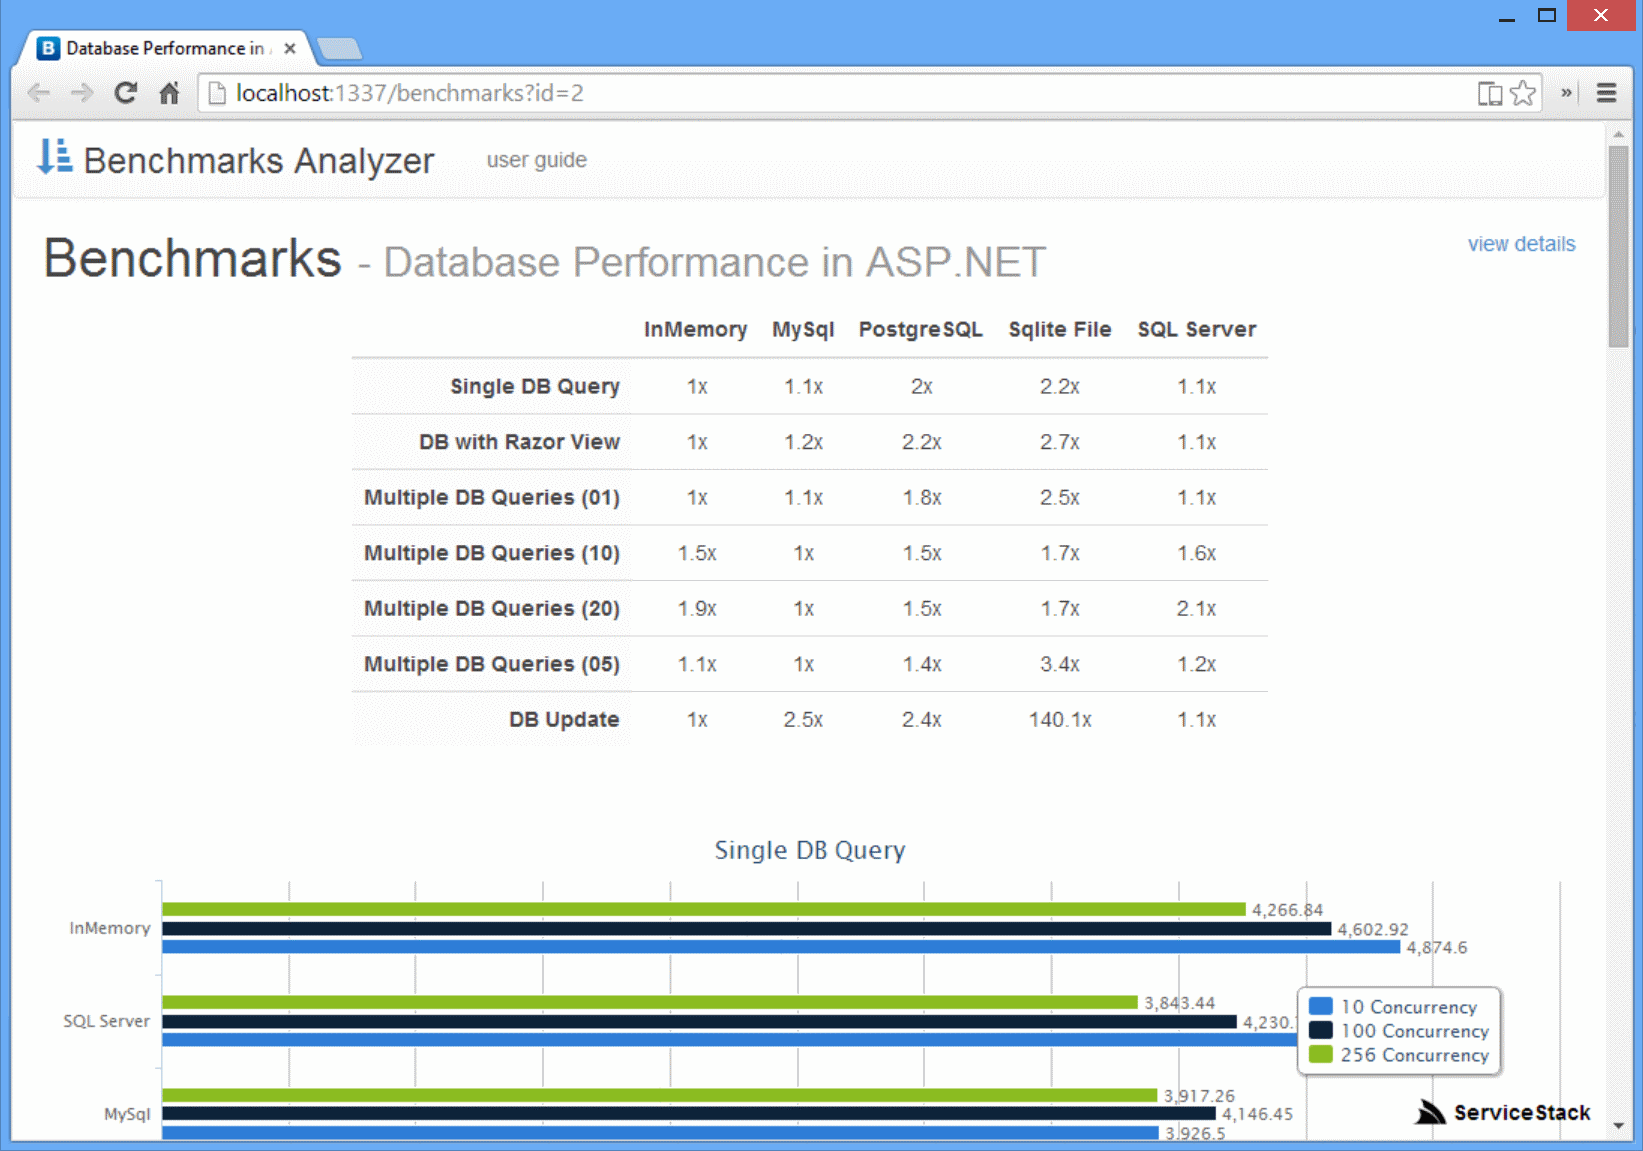 Database Performance in
localhost:1337/benchmarks?id=2
Benchmarks Analyzer user guide
Benchmarks - Database Performance in ASP.NET
view details
InMemory MySql PostgreSQL Sqlite File SQL Server
Single DB Query 1x 1.1x 2x 2.2x 1.1x
DB with Razor View 1x 1.2x 2.2x 2.7x 1.1x
Multiple DB Queries (01) 1x 1.1x 1.8x 2.5x 1.1x
Multiple DB Queries (10) 1.5x 1x 1.5x 1.7x 1.6x
Multiple DB Queries (20) 1.9x 1x 1.5x 1.7x 2.1x
Multiple DB Queries (05) 1.1x 1x 1.4x 3.4x 1.2x
DB Update 1x 2.5x 2.4x 140.1x 1.1x
Single DB Query
InMemory
4,266.84
4,602.92
4,874.6
SQL Server
3,843.44
4,230.
10 Concurrency
100 Concurrency
256 Concurrency
MySql
3,917.26
4,146.45
3,926.5
ServiceStack